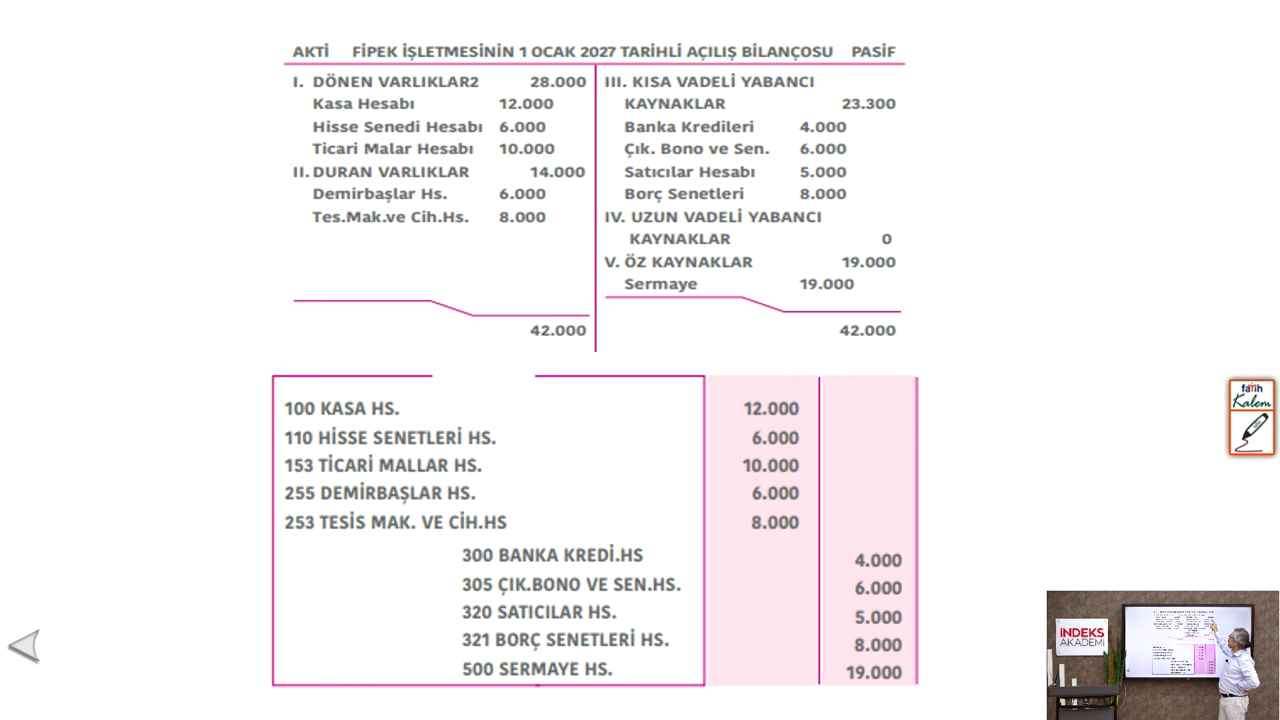 AKTİ FİPEK İŞLETMESİNİN 1 OCAK 2027 TARİHLİ AÇILIŞ BİLANÇOSU PASİF
I. DÖNEN VARLIKLAR2 28.000
Kasa Hesabı 12.000
Hisse Senedi Hesabı 6.000
Ticari Malar Hesabı 10.000
II. DURAN VARLIKLAR 14.000
Demirbaşlar Hs. 6.000
Tes.Mak.ve Cih.Hs. 8.000
42.000
III. KISA VADELİ YABANCI
KAYNAKLAR 23.300
Banka Kredileri 4.000
Çık. Bono ve Sen. 6.000
Satıcılar Hesabı 5.000
Borç Senetleri 8.000
IV. UZUN VADELİ YABANCI
KAYNAKLAR 0
V. ÖZ KAYNAKLAR 19.000
Sermaye 19.000
42.000
100 KASA HS. 12.000
110 HİSSE SENETLERİ HS. 6.000
153 TİCARİ MALLAR HS. 10.000
255 DEMİRBAŞLAR HS. 6.000
253 TESİS MAK. VE CİH.HS 8.000
300 BANKA KREDİ.HS 4.000
305 ÇIK.BONO VE SEN.HS. 6.000
320 SATICILAR HS. 5.000
321 BORÇ SENETLERİ HS. 8.000
500 SERMAYE HS. 19.000
fatih
Kalem
INDEKS
AKADEMİ